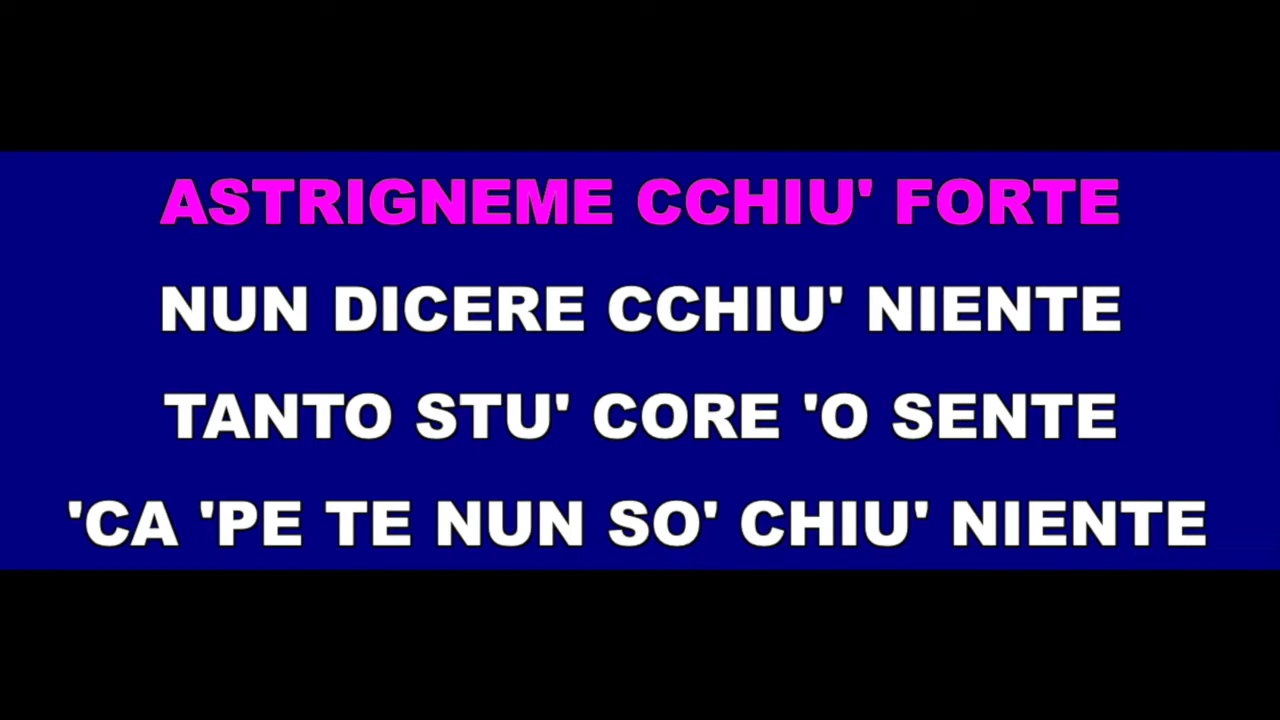 ASTRIGNEME CCHIU' FORTE
NUN DICERE CCHIU' NIENTE
TANTO STU' CORE 'O SENTE
'CA 'PE TE NUN SO' CHIU' NIENTE